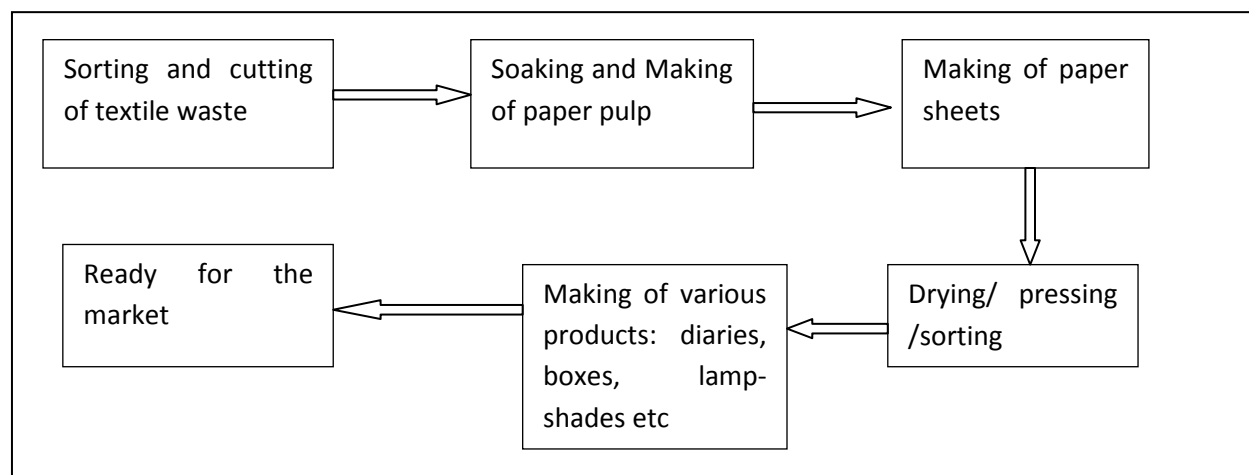 Sorting and cutting
of textile waste
Soaking and Making
of paper pulp
Making of paper
sheets
Drying/ pressing
/sorting
Making of various
products: diaries,
boxes, lamp-
shades etc
Ready for the
market